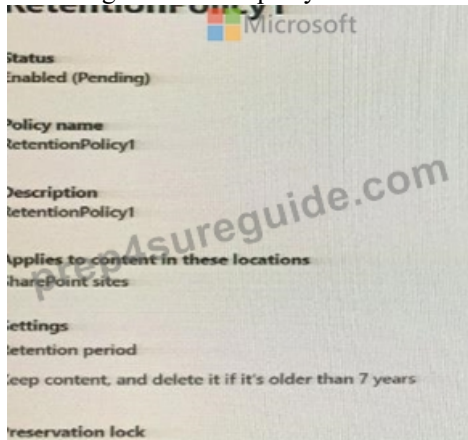 RetentionPolicy1
Microsoft
Status
Enabled (Pending)
Policy name
RetentionPolicy1
Description
RetentionPolicy1
Applies to content in these locations
SharePoint sites
Settings
Retention period
Keep content, and delete it if it's older than 7 years
Preservation lock
prep4sureguide.com